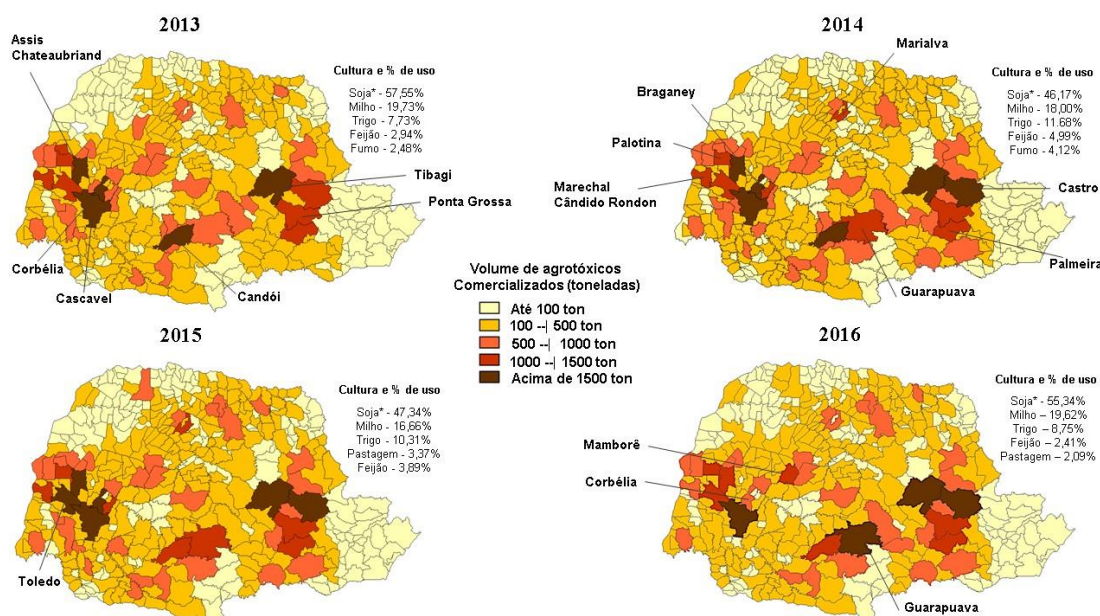 2013
Assis
Chateaubriand
Cultura e % de uso
Soja* - 57,55%
Milho - 19,73%
Trigo - 7,73%
Feijão - 2,94%
Fumo - 2,48%
Tibagi
Ponta Grossa
Corbélia
Cascavel
Candói
2014
Marialva
Braganey
Palotina
Marechal
Cândido Rondon
Cultura e % de uso
Soja* - 46,17%
Milho - 18,00%
Trigo - 11.68%
Feijão - 4,99%
Fumo - 4,12%
Castro
Palmeira
Guarapuava
Volume de agrotóxicos
Comercializados (toneladas)
Até 100 ton
100 --| 500 ton
500 --| 1000 ton
1000 --| 1500 ton
Acima de 1500 ton
2015
Cultura e % de uso
Soja* - 47,34%
Milho - 16,66%
Trigo - 10,31%
Pastagem - 3,37%
Feijão - 3,89%
Toledo
2016
Cultura e % de uso
Soja* - 55,34%
Milho – 19,62%
Trigo – 8,75%
Feijão – 2,41%
Pastagem – 2,09%
Mamborê
Corbélia
Guarapuava